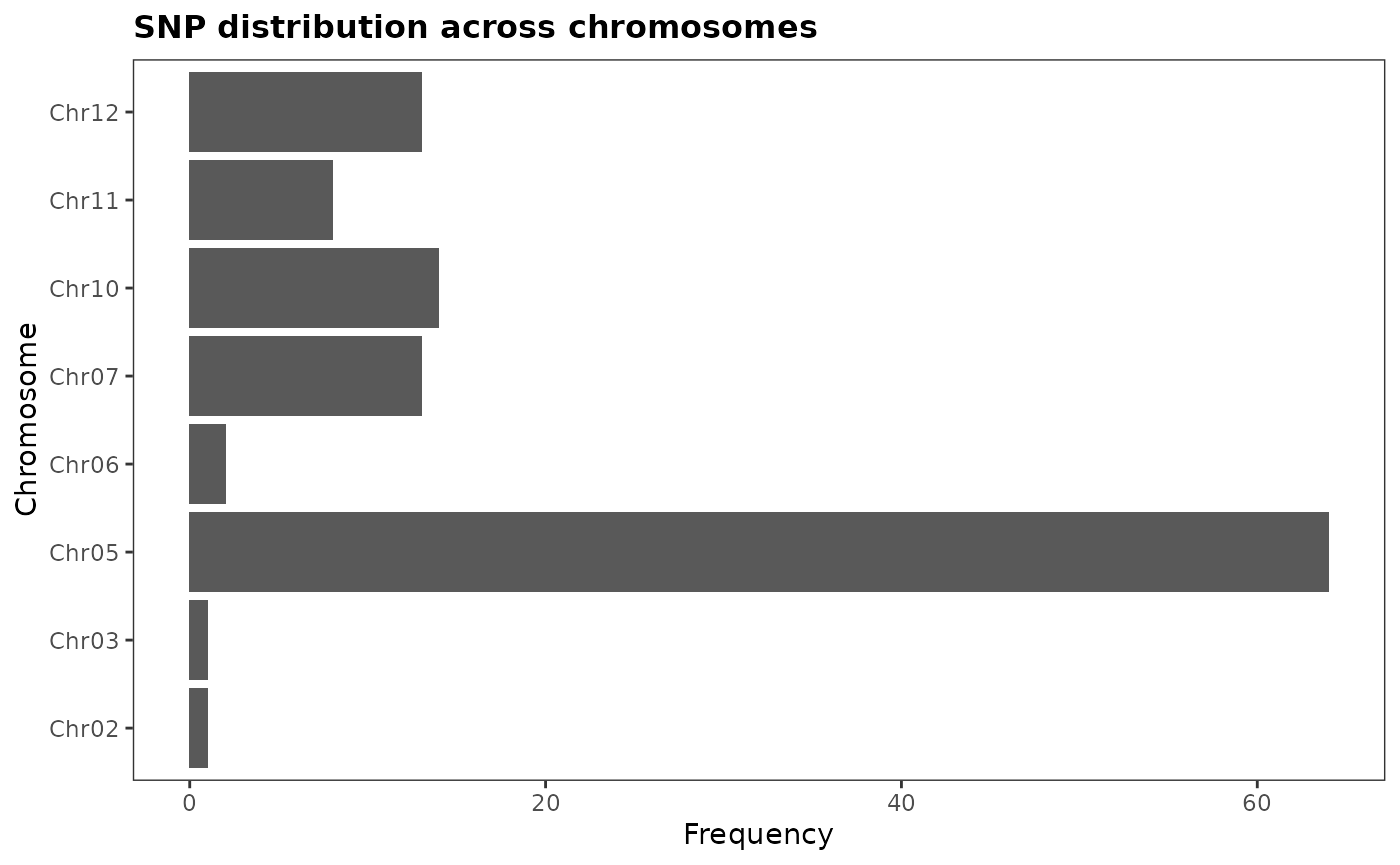 SNP distribution across chromosomes
Chromosome
Chr12
Chr11
Chr10
Chr07
Chr06
Chr05
Chr03
Chr02
0 20 40 60
Frequency